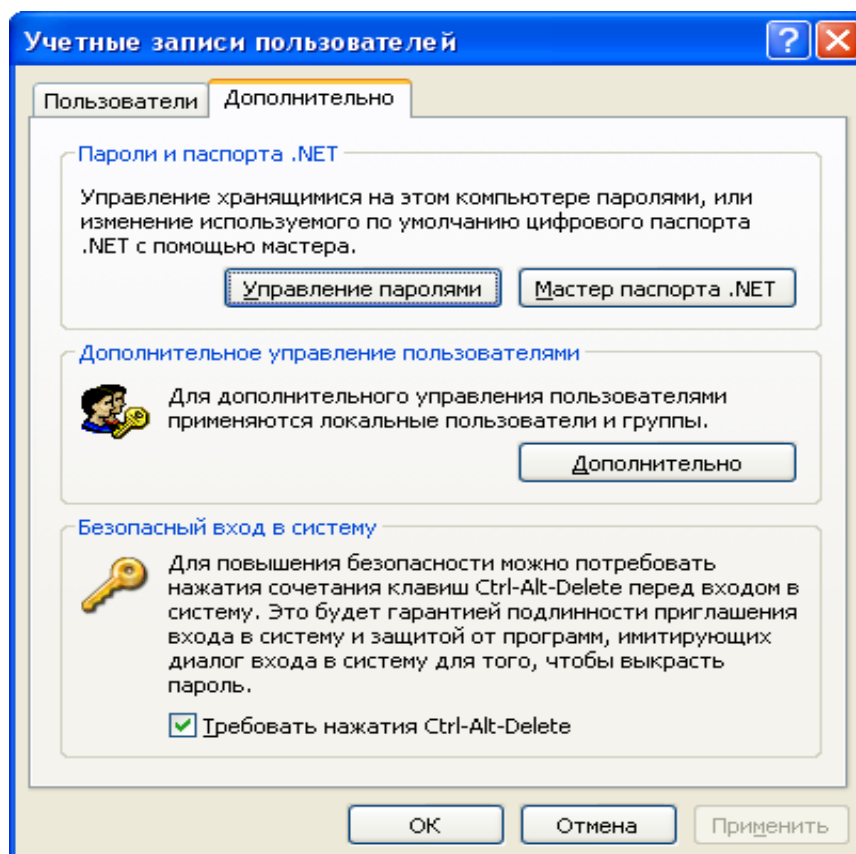 Учетные записи пользователей
Пользователи
Дополнительно
Пароли и паспорта .NET
Управление хранящимися на этом компьютере паролями, или
изменение используемого по умолчанию цифрового паспорта
.NET с помощью мастера.
Управление паролями
Мастер паспорта .NET
Дополнительное управление пользователями
Для дополнительного управления пользователями
применяются локальные пользователи и группы.
Дополнительно
Безопасный вход в систему
Для повышения безопасности можно потребовать
нажатия сочетания клавиш Ctrl-Alt-Delete перед входом в
систему. Это будет гарантией подлинности приглашения
входа в систему и защитой от программ, имитирующих
диалог входа в систему для того, чтобы выкрасть
пароль.
Требовать нажатия Ctrl-Alt-Delete
ОК
Отмена
Применить